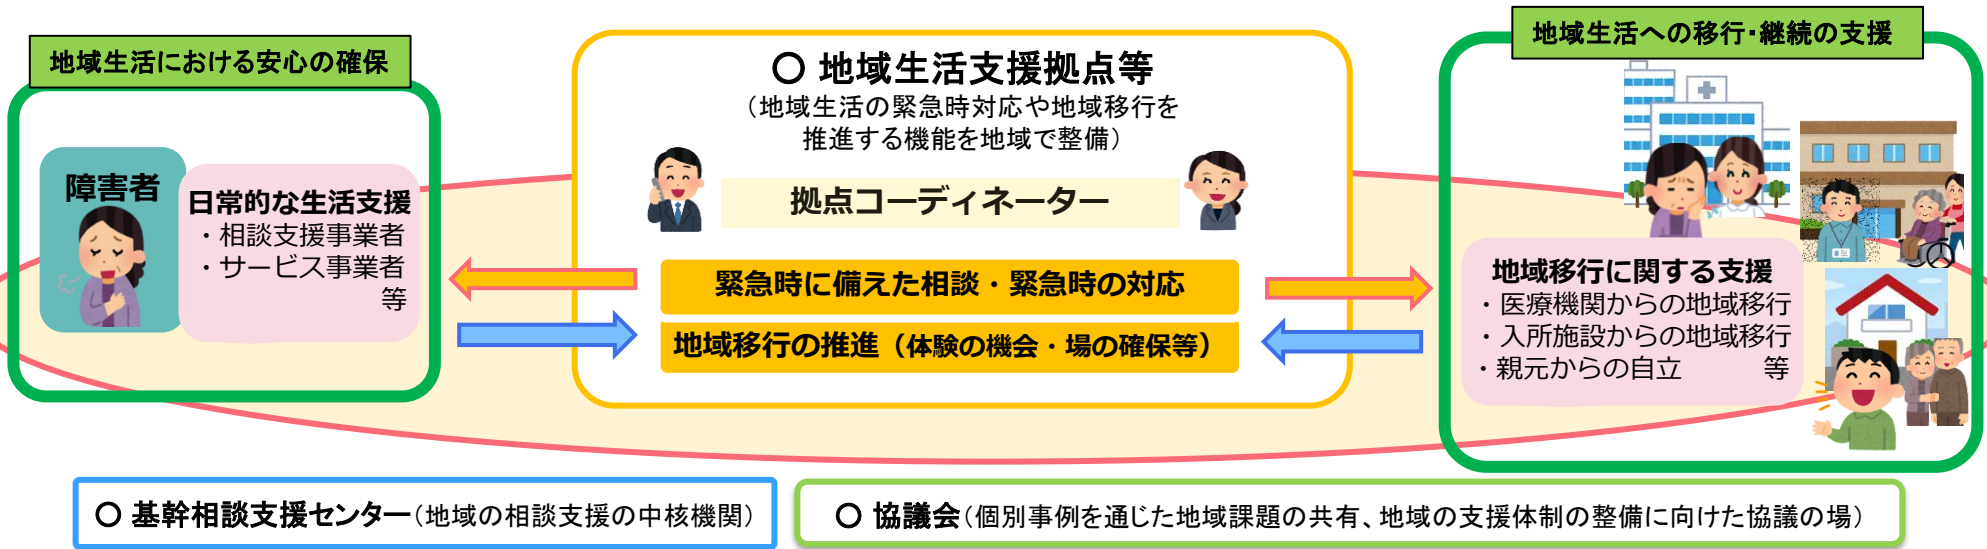 地域生活における安心の確保
障害者
日常的な生活支援
・相談支援事業者
・サービス事業者
等
〇 地域生活支援拠点等
（地域生活の緊急時対応や地域移行を
推進する機能を地域で整備）
拠点コーディネーター
緊急時に備えた相談・緊急時の対応
地域移行の推進（体験の機会・場の確保等）
地域生活への移行・継続の支援
地域移行に関する支援
・医療機関からの地域移行
・入所施設からの地域移行
・親元からの自立 等
〇 基幹相談支援センター（地域の相談支援の中核機関）
〇 協議会（個別事例を通じた地域課題の共有、地域の支援体制の整備に向けた協議の場）